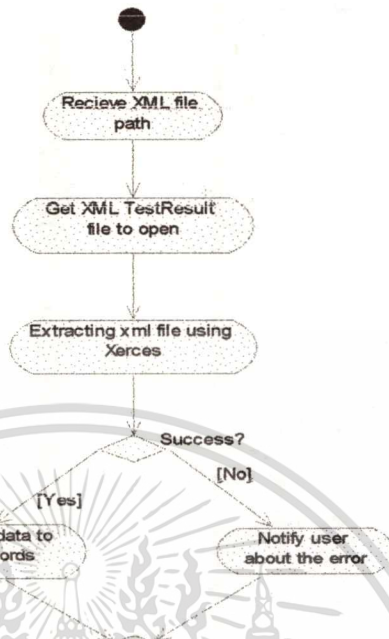 Recieve XML file
path
Get XML TestResult
file to open
Extracting xml file using
Xerces
Success?
[No]
[Yes]
data to
Notify user
about the error